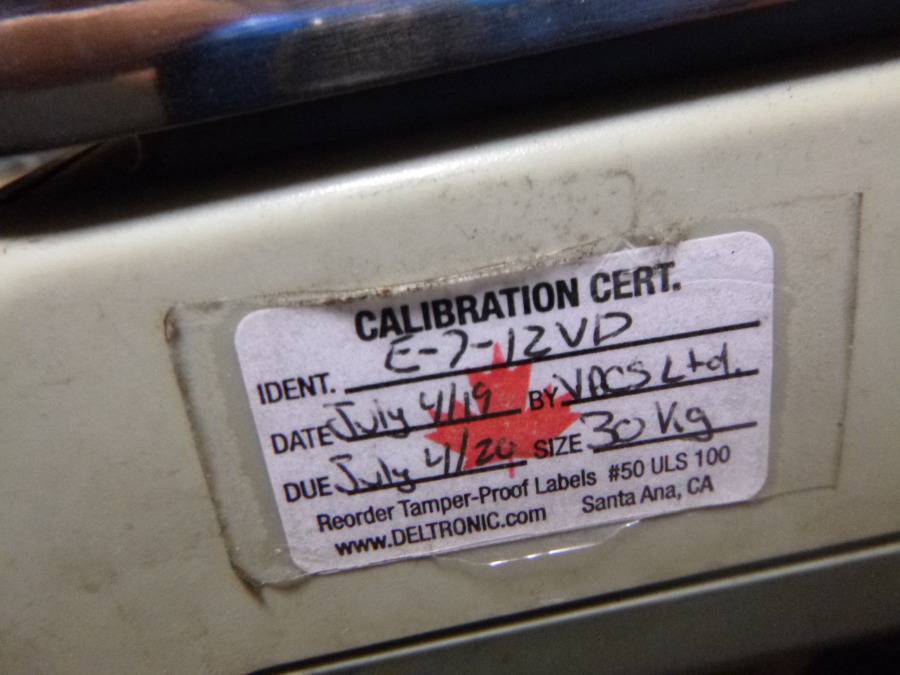 CALIBRATION CERT.
IDENT. E-7-12VD
DATE July 4/19 BY VDCS Ltd.
DUE July 4/20 SIZE 30 Kg
Reorder Tamper-Proof Labels #50 ULS 100
www.DELTRONIC.com Santa Ana, CA